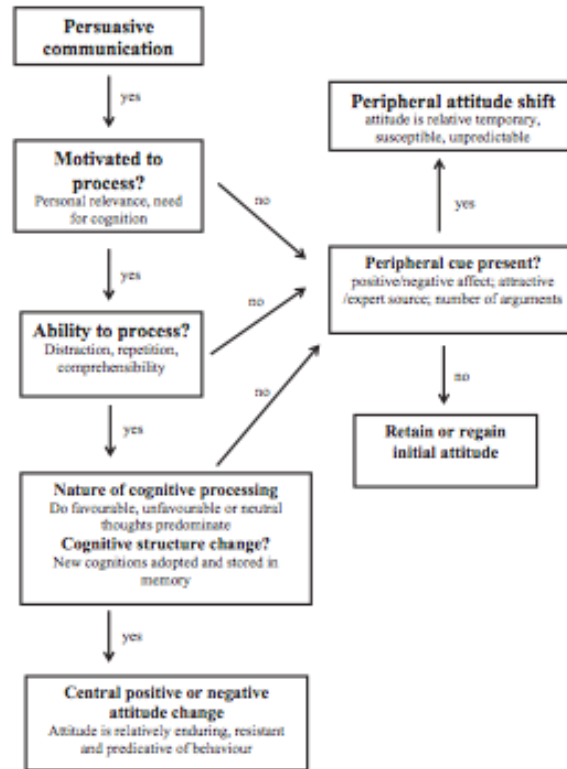 Persuasive
communication
yes
Motivated to
process?
Personal relevance, need
for cognition
no
yes
Ability to process?
Distraction, repetition,
comprehensibility
no
yes
no
Nature of cognitive processing
Do favourable, unfavourable or neutral
thoughts predominate
Cognitive structure change?
New cognitions adopted and stored in
memory
yes
Central positive or negative
attitude change
Attitude is relatively enduring, resistant
and predicative of behaviour
Peripheral attitude shift
attitude is relative temporary,
susceptible, unpredictable
yes
Peripheral cue present?
positive/negative affect; attractive
/expert source; number of arguments
no
Retain or regain
initial attitude